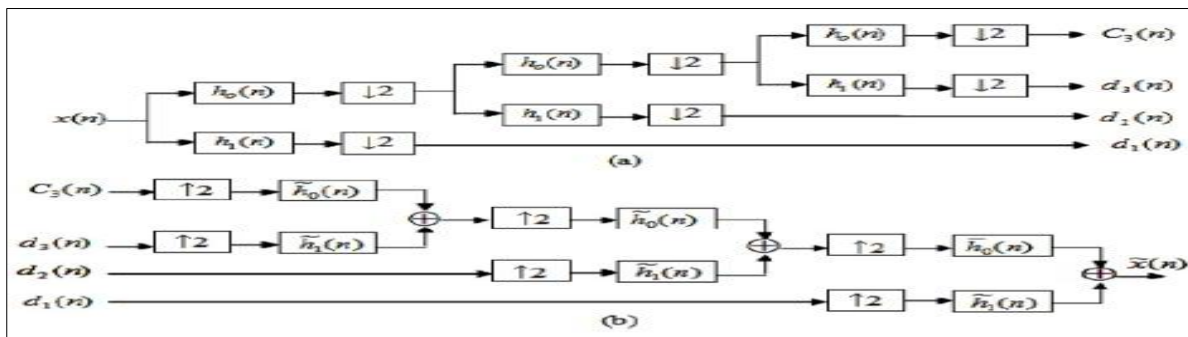 h₀(n) ↓2 C₃(n)
h₀(n) ↓2
h₀(n) ↓2 h₁(n) ↓2 d₃(n)
x(n) h₁(n) ↓2 d₂(n)
h₁(n) ↓2 d₁(n)
(a)
C₃(n) ↑2 h̃₀(n)
↑2 h̃₀(n)
d₃(n) ↑2 h̃₁(n) ↑2 h̃₀(n) x̃(n)
d₂(n) ↑2 h̃₁(n)
d₁(n) ↑2 h̃₁(n)
(b)